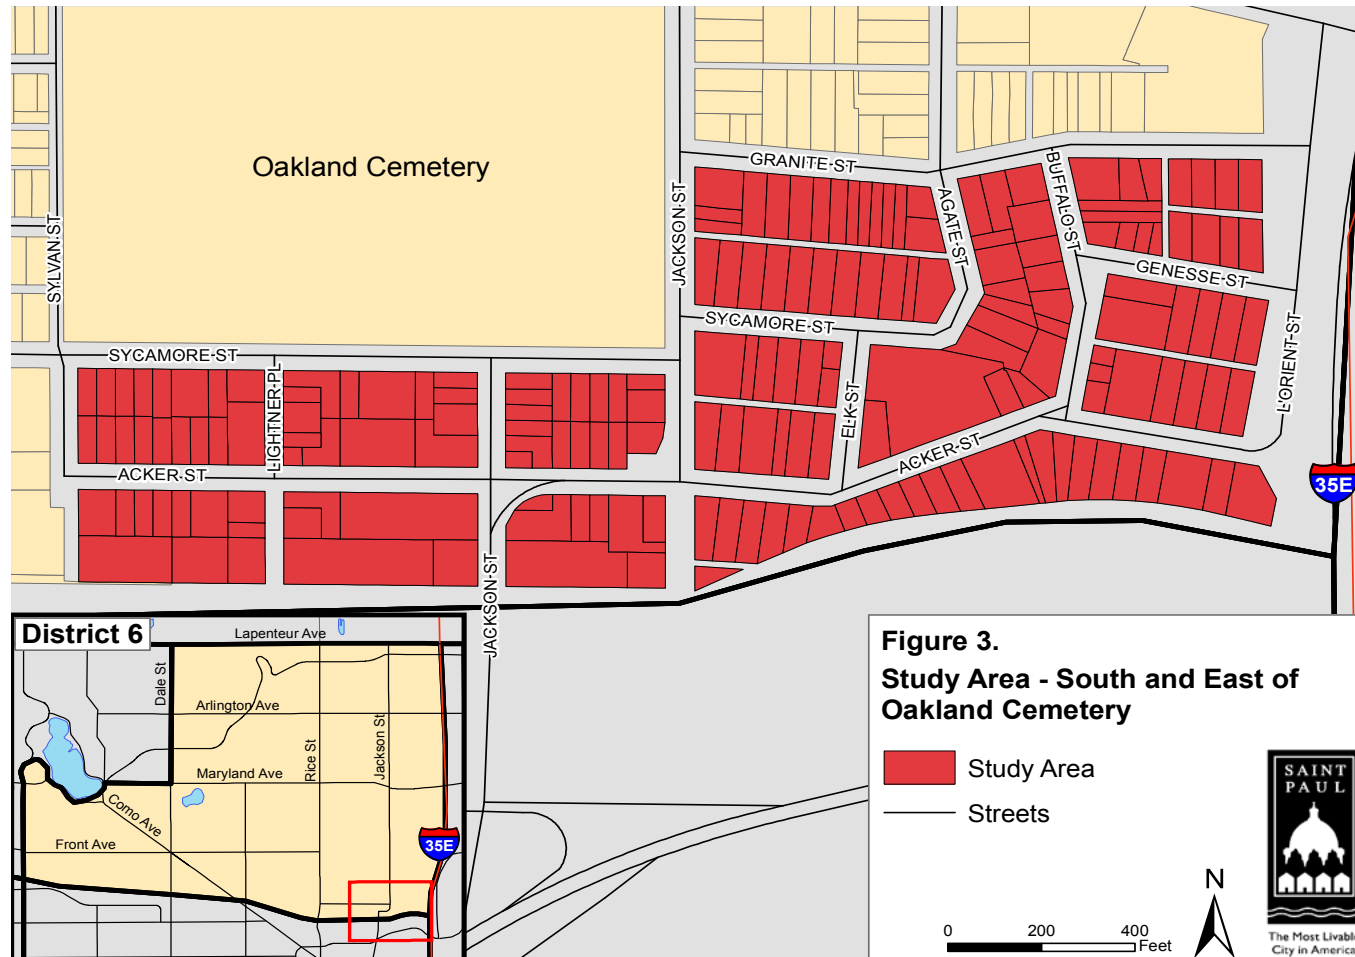 Oakland Cemetery
GRANITE ST
AGATE ST
BUFFALO ST
JACKSON ST
SYLVAN ST
GENESSE ST
SYCAMORE ST
SYCAMORE ST
L'ORIENT ST
LIGHTNER PL
ELK ST
ACKER ST
ACKER ST
35E
JACKSON ST
District 6
Lapenteur Ave
Dale St
Arlington Ave
Rice St
Jackson St
Maryland Ave
Como Ave
Front Ave
35E
Figure 3.
Study Area - South and East of
Oakland Cemetery
Study Area
Streets
N
0 200 400
Feet
SAINT
PAUL
The Most Livable
City in America